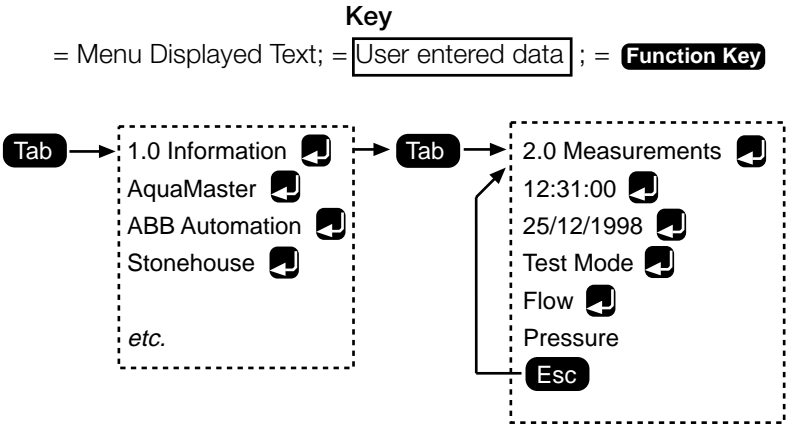 Key
= Menu Displayed Text; = User entered data ; = Function Key
Tab
1.0 Information
AquaMaster
ABB Automation
Stonehouse
etc.
Tab
2.0 Measurements
12:31:00
25/12/1998
Test Mode
Flow
Pressure
Esc